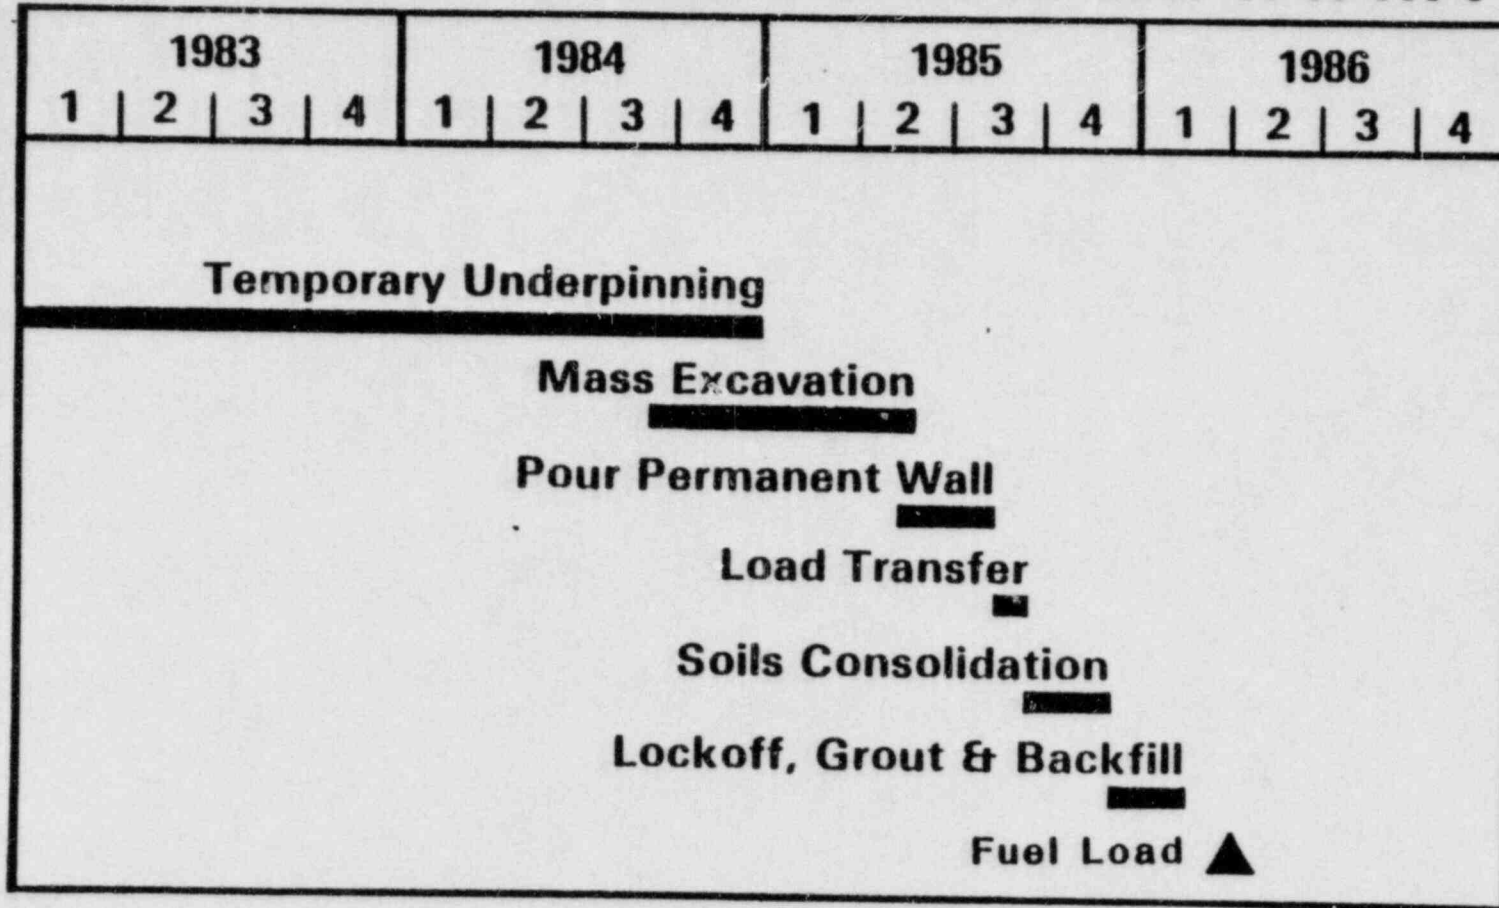 1983 1984 1985 1986
1 | 2 | 3 | 4 1 | 2 | 3 | 4 1 | 2 | 3 | 4 1 | 2 | 3 | 4
Temporary Underpinning
Mass Excavation
Pour Permanent Wall
Load Transfer
Soils Consolidation
Lockoff, Grout & Backfill
Fuel Load